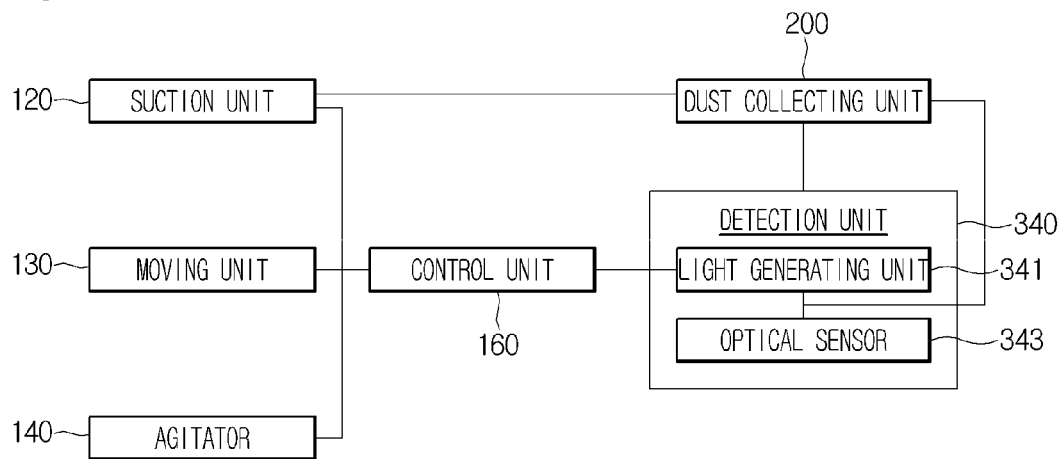 200
120 SUCTION UNIT DUST COLLECTING UNIT
DETECTION UNIT 340
130 MOVING UNIT CONTROL UNIT LIGHT GENERATING UNIT 341
160 OPTICAL SENSOR 343
140 AGITATOR